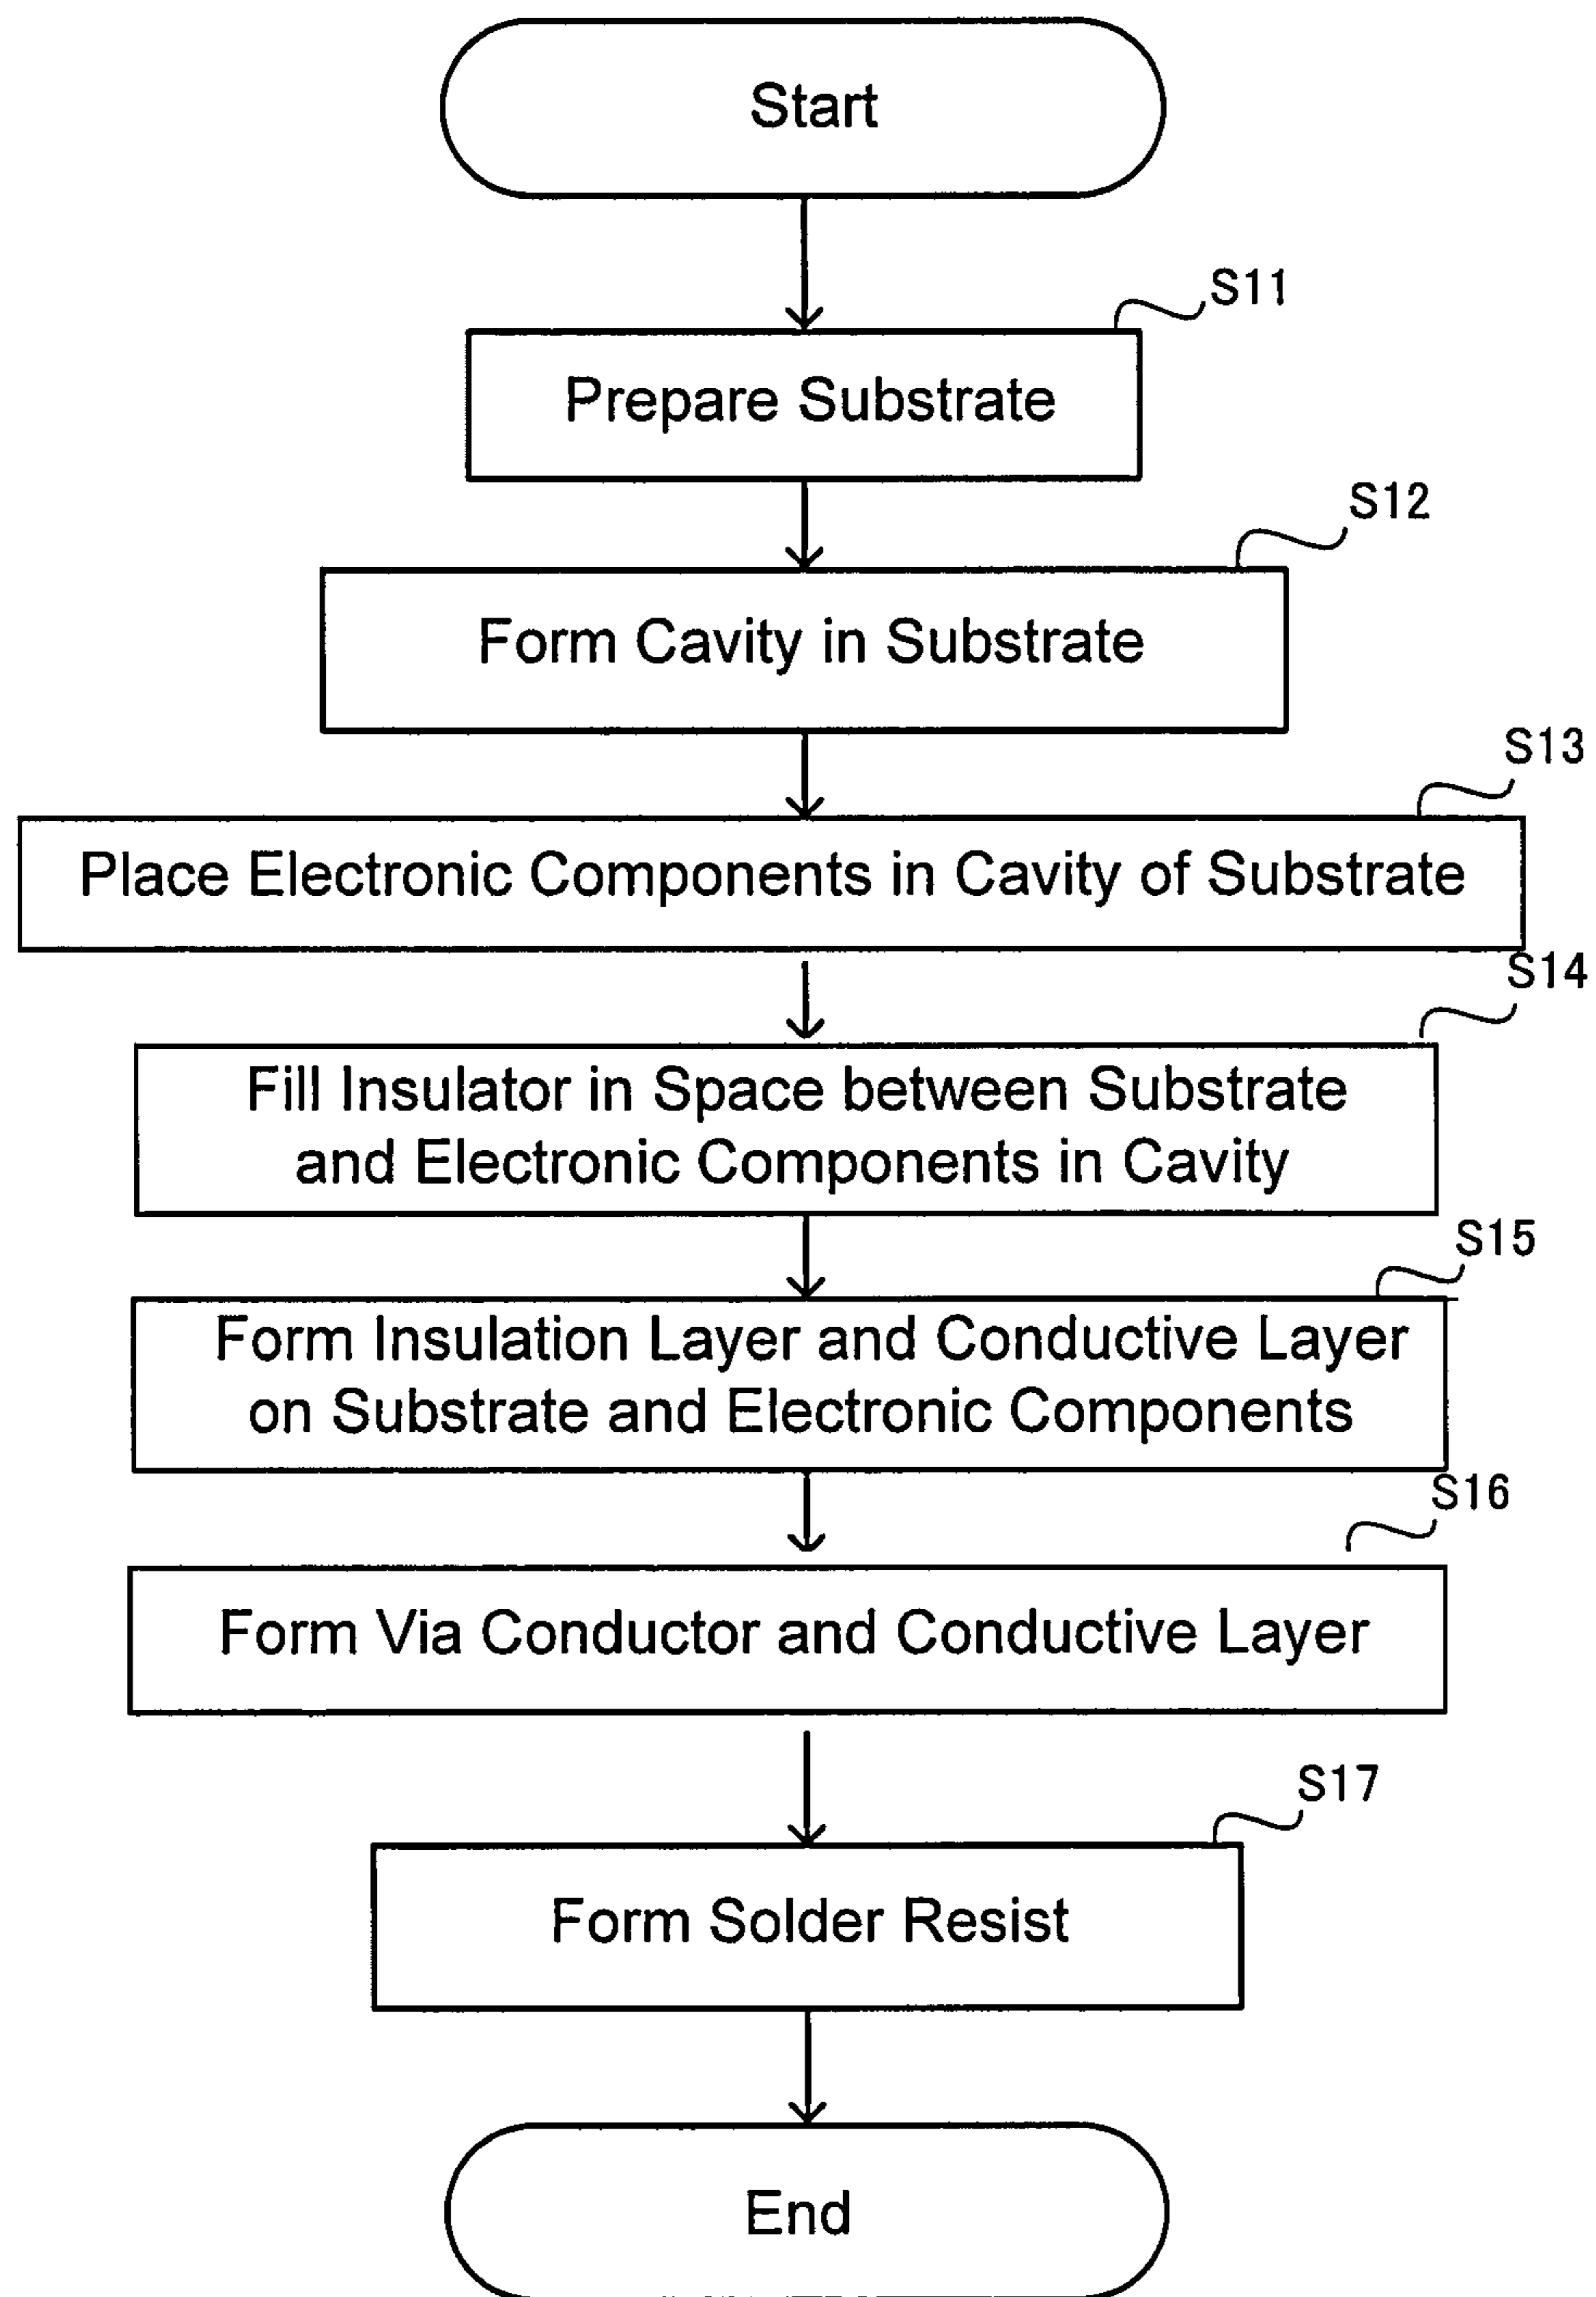 Start
S11
Prepare Substrate
S12
Form Cavity in Substrate
S13
Place Electronic Components in Cavity of Substrate
S14
Fill Insulator in Space between Substrate
and Electronic Components in Cavity
S15
Form Insulation Layer and Conductive Layer
on Substrate and Electronic Components
S16
Form Via Conductor and Conductive Layer
S17
Form Solder Resist
End